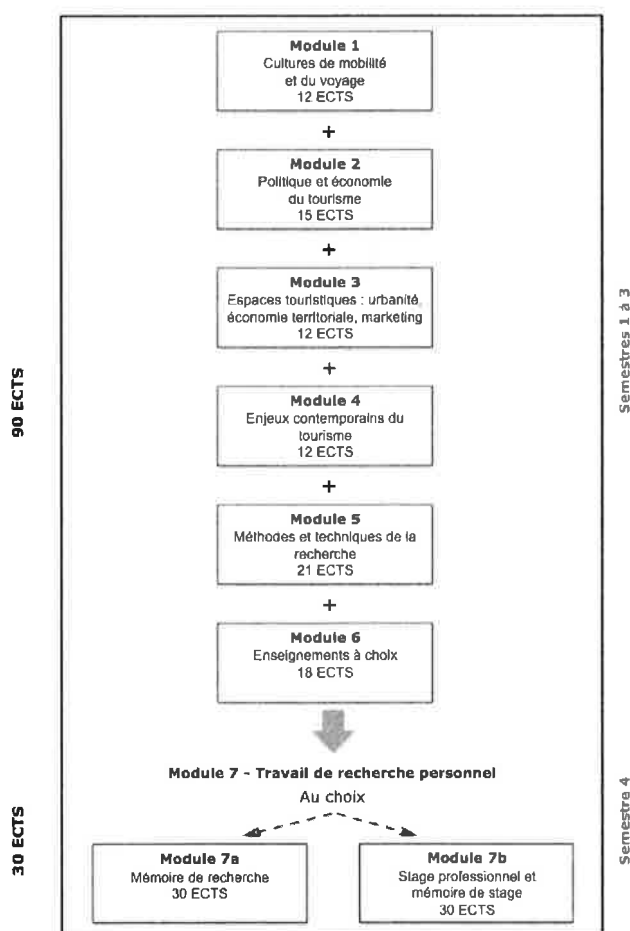 Module 1
Cultures de mobilité
et du voyage
12 ECTS
+
Module 2
Politique et économie
du tourisme
15 ECTS
+
Module 3
Espaces touristiques : urbanité,
économie territoriale, marketing
12 ECTS
+
Module 4
Enjeux contemporains du
tourisme
12 ECTS
+
Module 5
Méthodes et techniques de la
recherche
21 ECTS
+
Module 6
Enseignements à choix
18 ECTS
90 ECTS
Semestres 1 à 3
Module 7 - Travail de recherche personnel
Au choix
Module 7a
Mémoire de recherche
30 ECTS
Module 7b
Stage professionnel et
mémoire de stage
30 ECTS
30 ECTS
Semestre 4